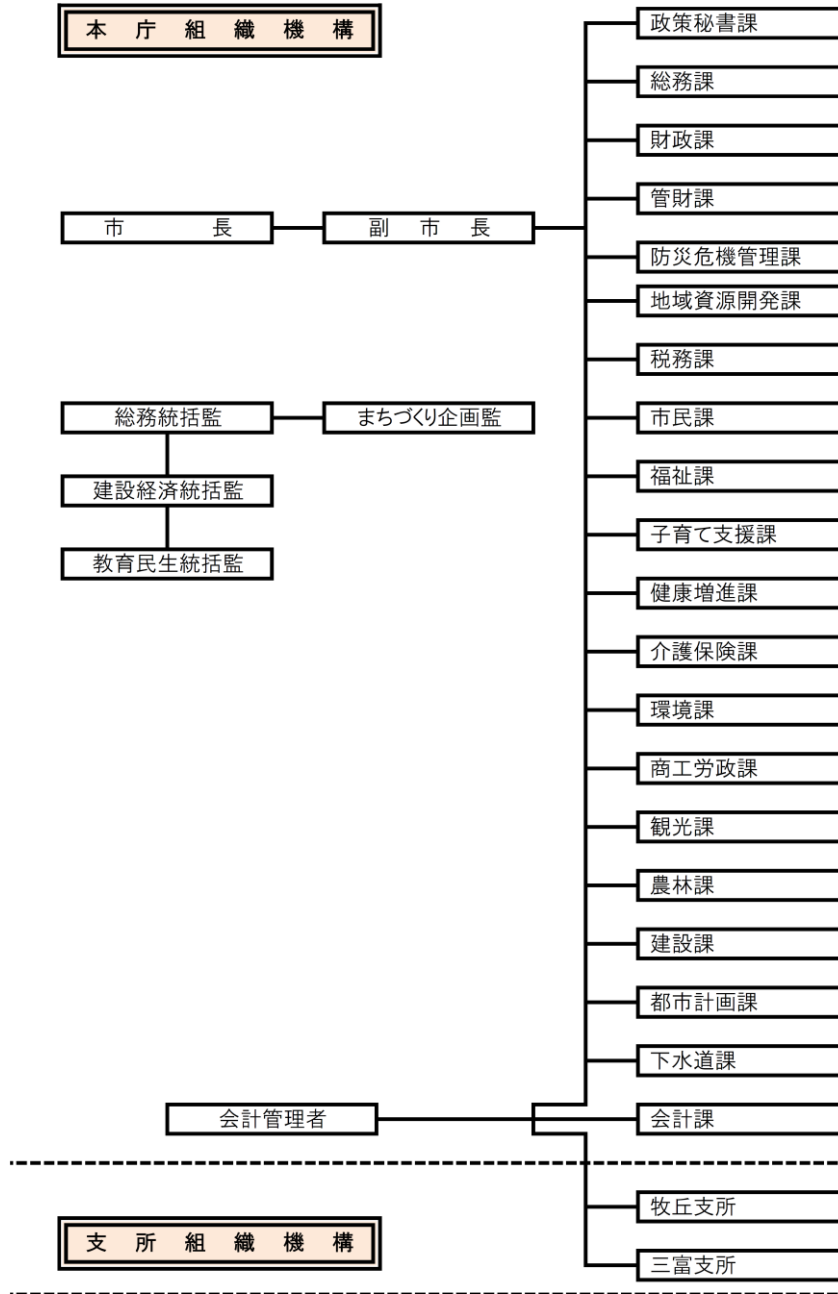 本庁組織機構
政策秘書課
総務課
財政課
管財課
市長
副市長
防災危機管理課
地域資源開発課
税務課
総務統括監
まちづくり企画監
市民課
福祉課
建設経済統括監
子育て支援課
教育民生統括監
健康増進課
介護保険課
環境課
商工労政課
観光課
農林課
建設課
都市計画課
下水道課
会計管理者
会計課
牧丘支所
支所組織機構
三富支所